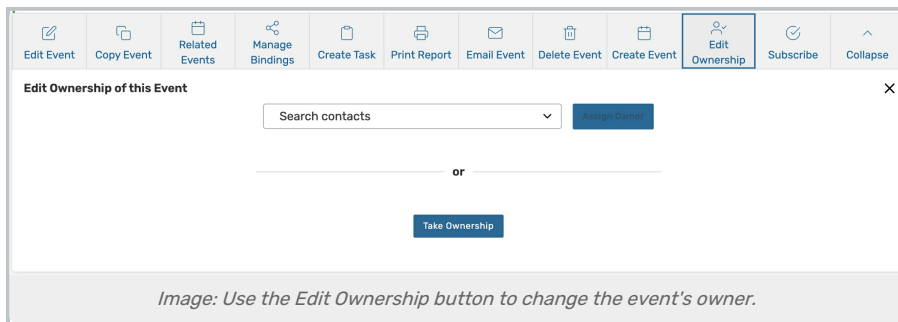 Edit Event
Copy Event
Related
Events
Manage
Bindings
Create Task
Print Report
Email Event
Delete Event
Create Event
Edit
Ownership
Subscribe
Collapse
Edit Ownership of this Event
Search contacts
Assign Owner
or
Take Ownership
Image: Use the Edit Ownership button to change the event's owner.